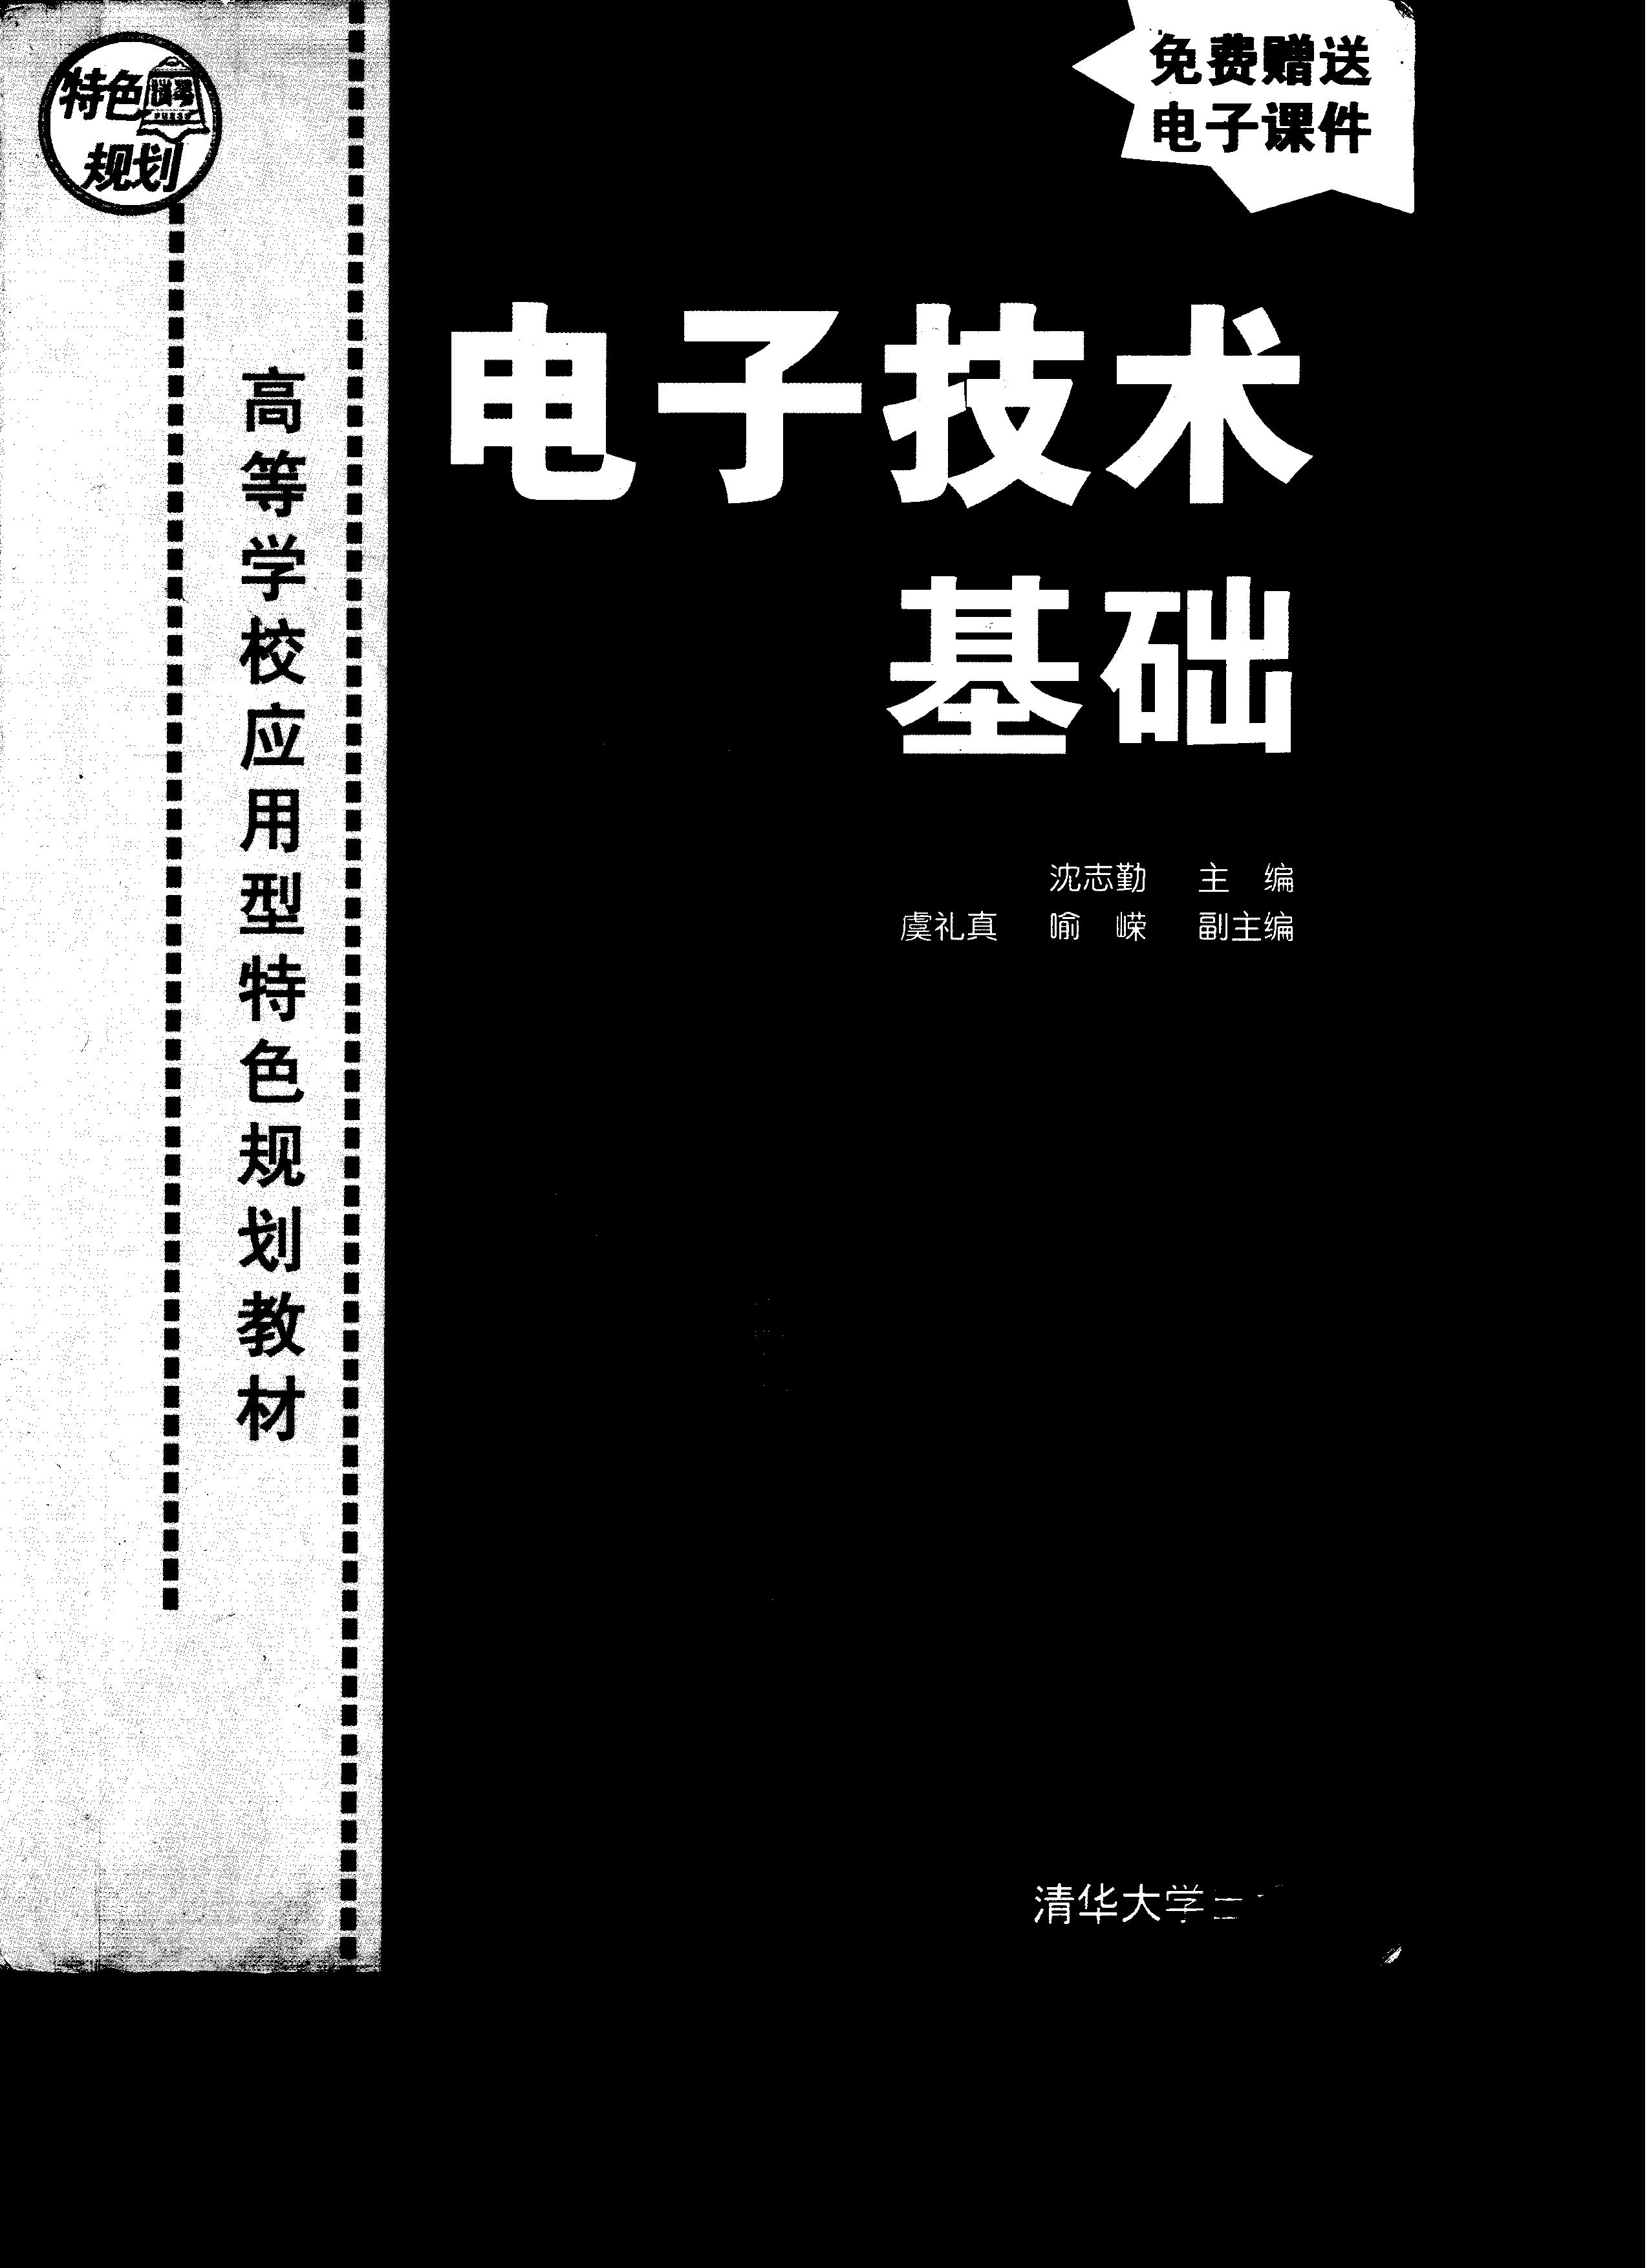 特色
规划
免费赠送
电子课件
电子技术
基础
高等学校应用型特色规划教材
沈志勤 主 编
虞礼真 喻 嵘 副主编
清华大学